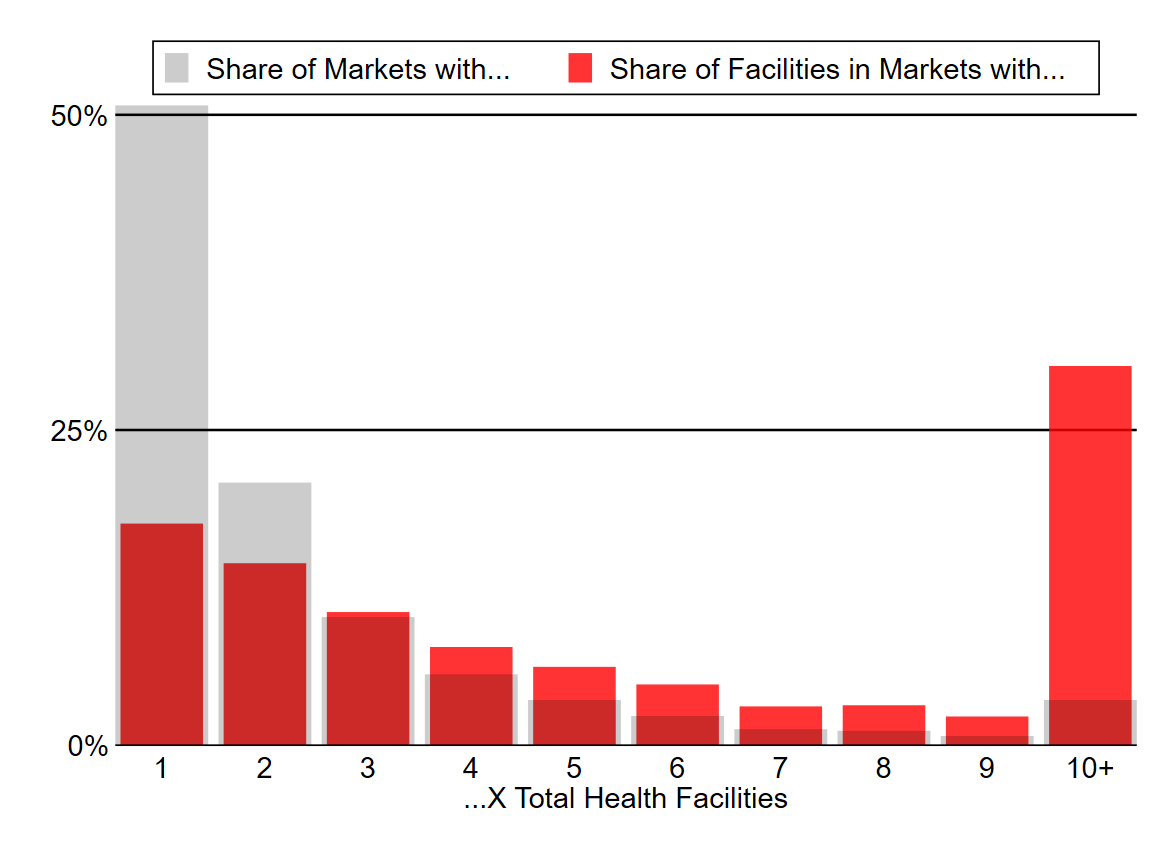 Share of Markets with... Share of Facilities in Markets with...
50%
25%
0%
1 2 3 4 5 6 7 8 9 10+
...X Total Health Facilities